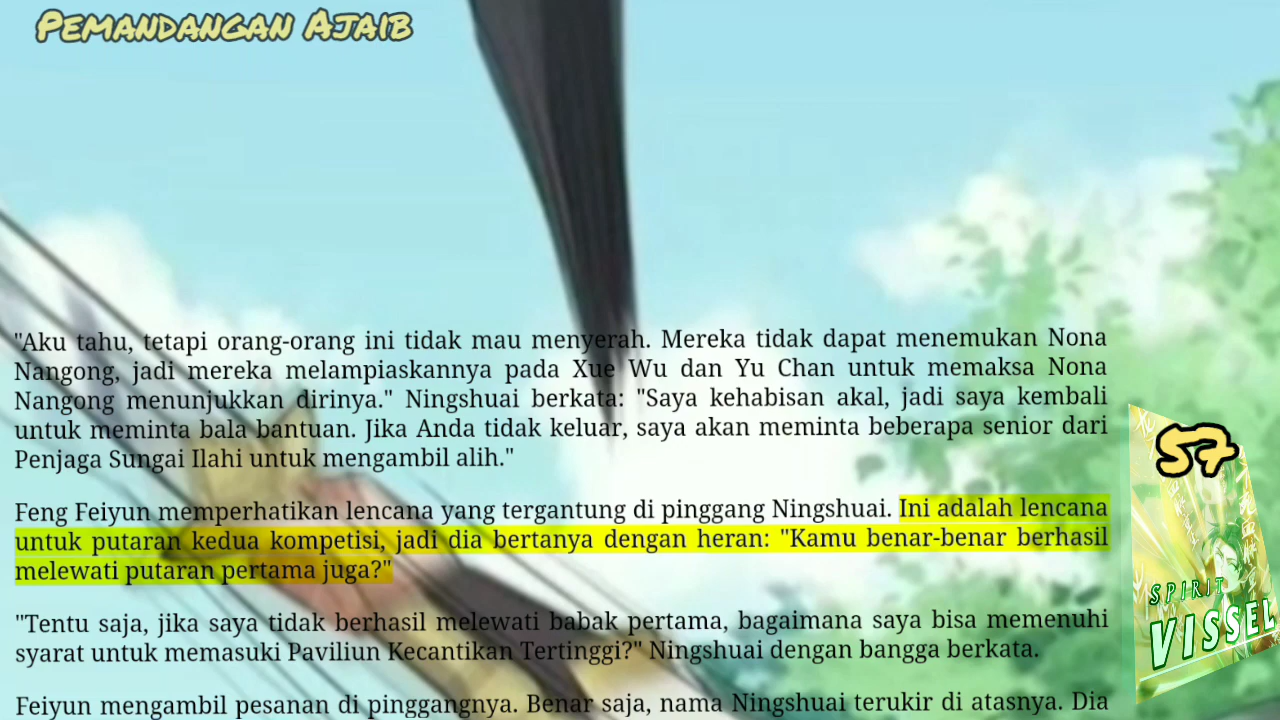 Pemandangan Ajaib
"Aku tahu, tetapi orang-orang ini tidak mau menyerah. Mereka tidak dapat menemukan Nona
Nangong, jadi mereka melampiaskannya pada Xue Wu dan Yu Chan untuk memaksa Nona
Nangong menunjukkan dirinya." Ningshuai berkata: "Saya kehabisan akal, jadi saya kembali
untuk meminta bala bantuan. Jika Anda tidak keluar, saya akan meminta beberapa senior dari
Penjaga Sungai Ilahi untuk mengambil alih."
Feng Feiyun memperhatikan lencana yang tergantung di pinggang Ningshuai. Ini adalah lencana
untuk putaran kedua kompetisi, jadi dia bertanya dengan heran: "Kamu benar-benar berhasil
melewati putaran pertama juga?"
"Tentu saja, jika saya tidak berhasil melewati babak pertama, bagaimana saya bisa memenuhi
syarat untuk memasuki Paviliun Kecantikan Tertinggi?" Ningshuai dengan bangga berkata.
Feiyun mengambil pesanan di pinggangnya. Benar saja, nama Ningshuai terukir di atasnya. Dia
57
SPIRIT
VISSEL